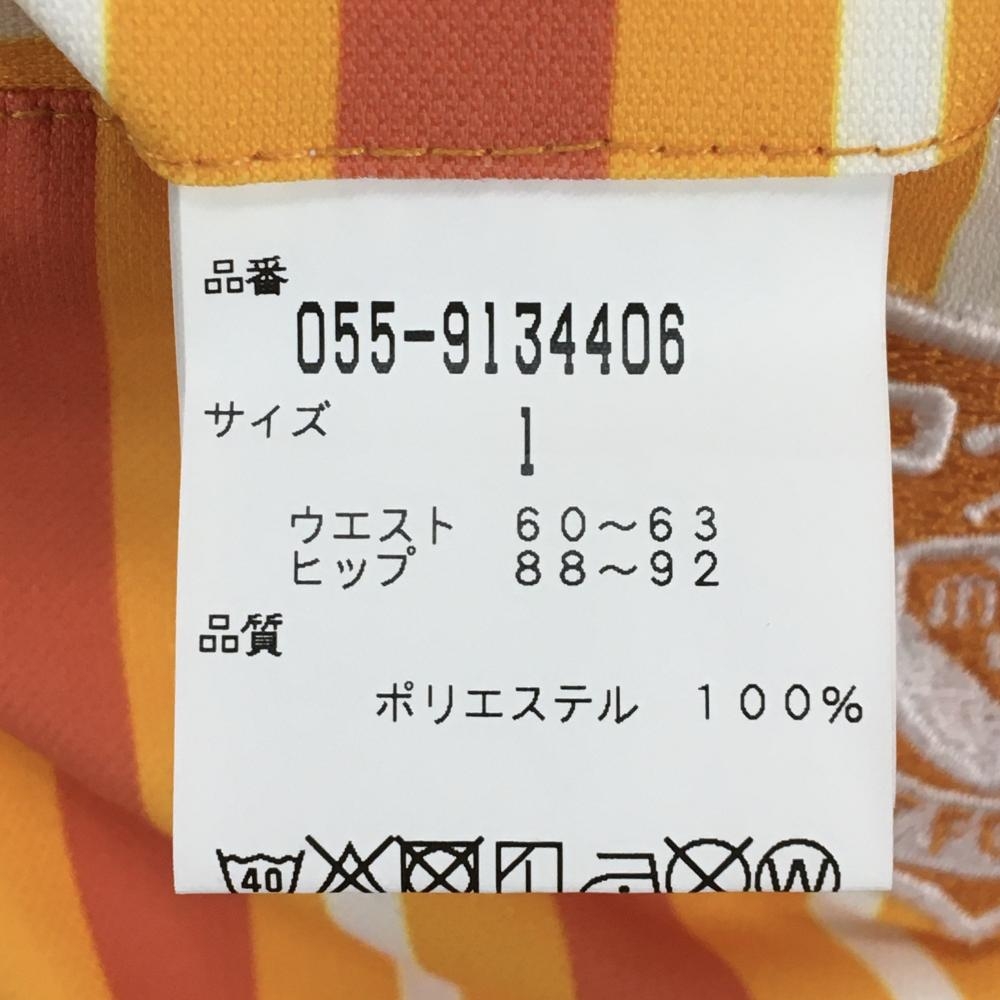 品番
055-9134406
サイズ
1
ウエスト 60～63
ヒップ 88～92
品質
ポリエステル 100%
40 W